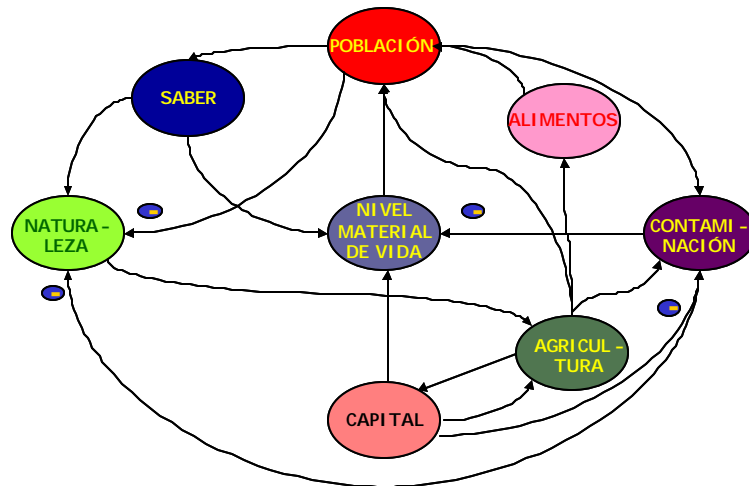 POBLACIÓN
SABER
ALIMENTOS
NATURA-
LEZA
NIVEL
MATERIAL
DE VIDA
CONTAMI-
NACIÓN
AGRICUL-
TURA
CAPITAL